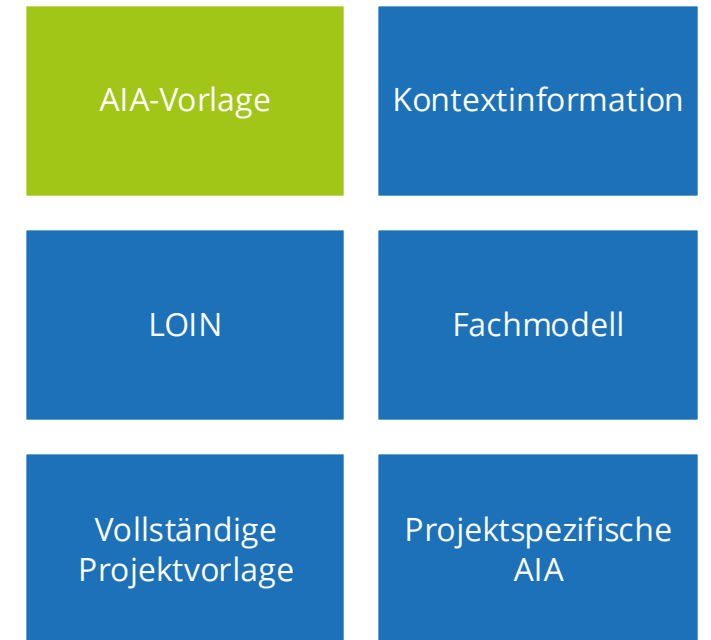 AIA-Vorlage
Kontextinformation
LOIN
Fachmodell
Vollständige
Projektvorlage
Projektspezifische
AIA